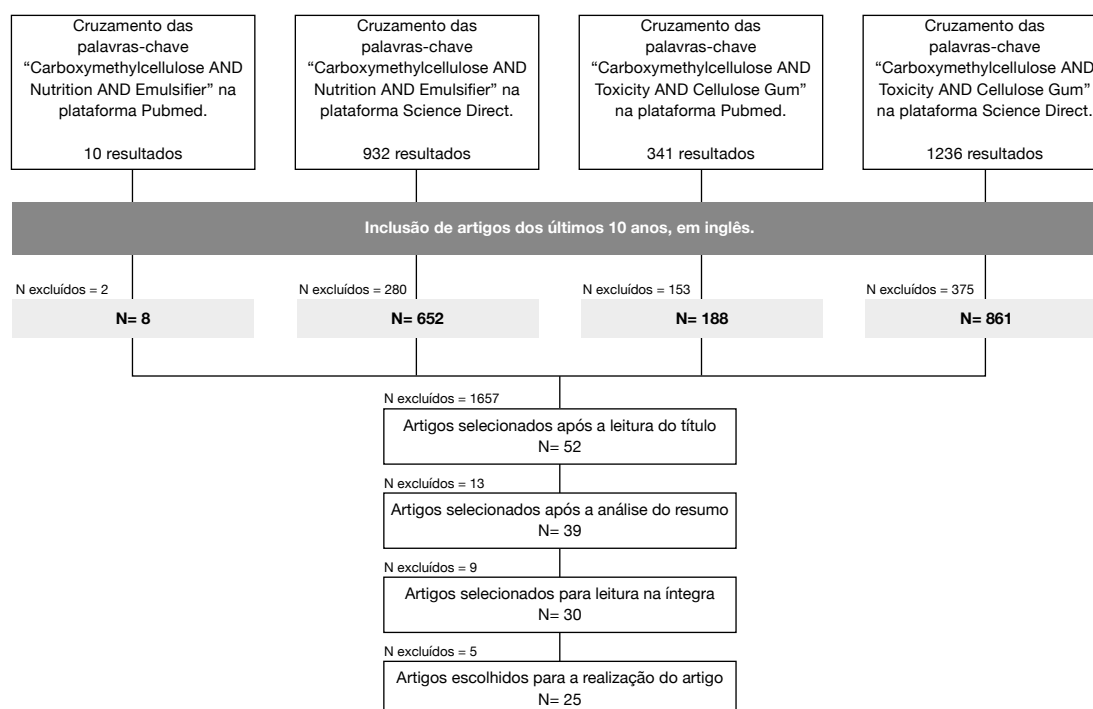 Cruzamento das
palavras-chave
“Carboxymethylcellulose AND
Nutrition AND Emulsifier” na
plataforma Pubmed.
10 resultados
Cruzamento das
palavras-chave
“Carboxymethylcellulose AND
Nutrition AND Emulsifier” na
plataforma Science Direct.
932 resultados
Cruzamento das
palavras-chave
“Carboxymethylcellulose AND
Toxicity AND Cellulose Gum”
na plataforma Pubmed.
341 resultados
Cruzamento das
palavras-chave
“Carboxymethylcellulose AND
Toxicity AND Cellulose Gum”
na plataforma Science Direct.
1236 resultados
Inclusão de artigos dos últimos 10 anos, em inglês.
N excluídos = 2
N= 8
N excluídos = 280
N= 652
N excluídos = 153
N= 188
N excluídos = 375
N= 861
N excluídos = 1657
Artigos selecionados após a leitura do título
N= 52
N excluídos = 13
Artigos selecionados após a análise do resumo
N= 39
N excluídos = 9
Artigos selecionados para leitura na íntegra
N= 30
N excluídos = 5
Artigos escolhidos para a realização do artigo
N= 25